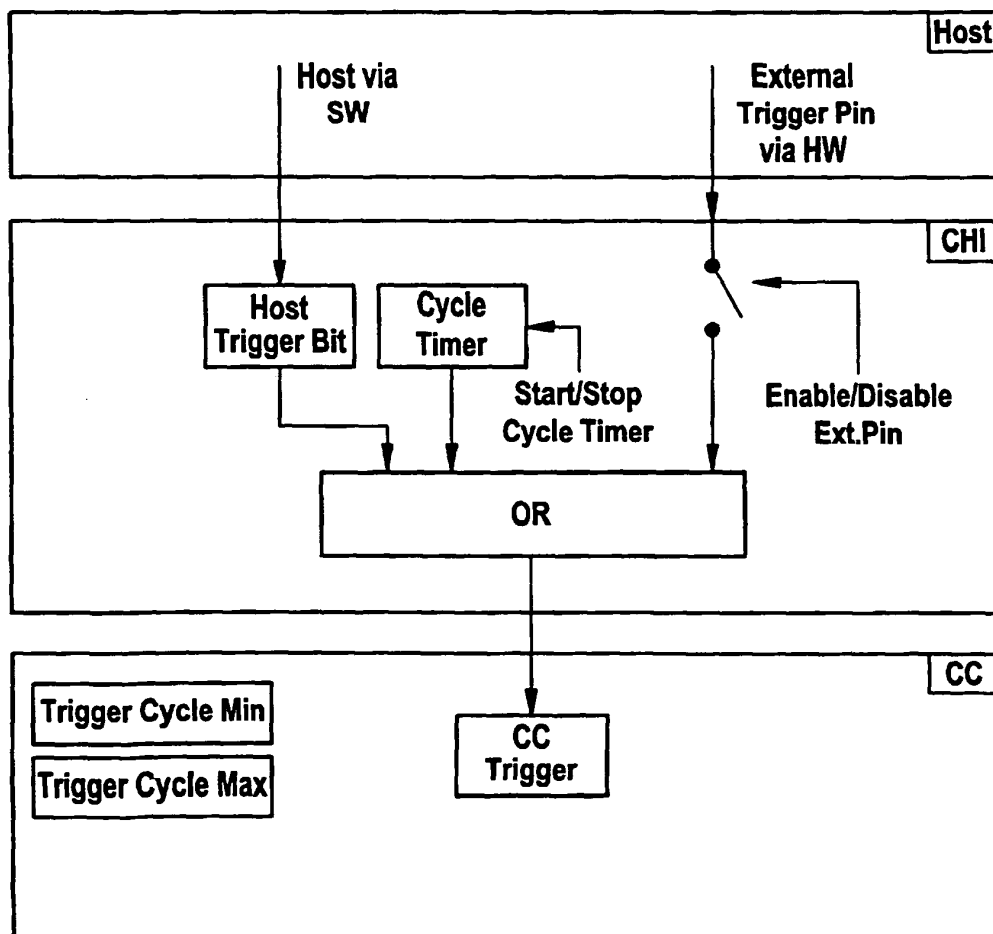 Host
Host via
SW
External
Trigger Pin
via HW
CHI
Host
Trigger Bit
Cycle
Timer
Start/Stop
Cycle Timer
Enable/Disable
Ext.Pin
OR
CC
Trigger Cycle Min
Trigger Cycle Max
CC
Trigger